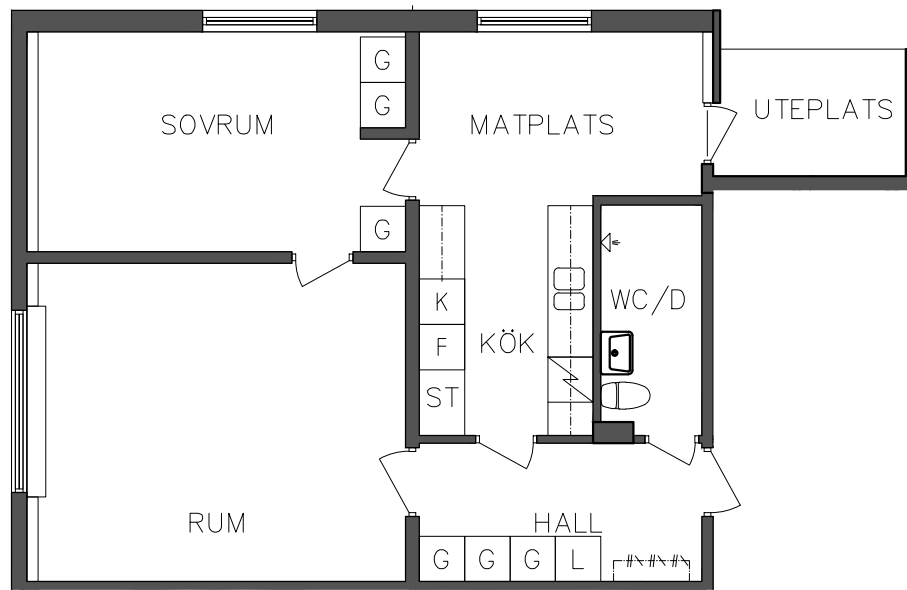 G
G
SOVRUM
MATPLATS
UTEPLATS
G
K
F
ST
KÖK
WC/D
RUM
HALL
G G G L